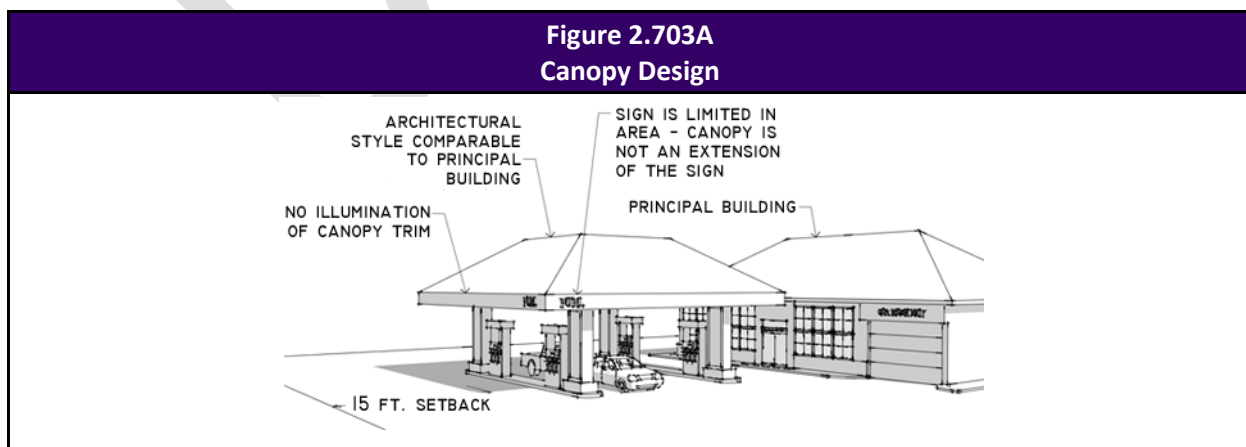 Figure 2.703A
Canopy Design
ARCHITECTURAL
STYLE COMPARABLE
TO PRINCIPAL
BUILDING
SIGN IS LIMITED IN
AREA - CANOPY IS
NOT AN EXTENSION
OF THE SIGN
NO ILLUMINATION
OF CANOPY TRIM
PRINCIPAL BUILDING
15 FT. SETBACK